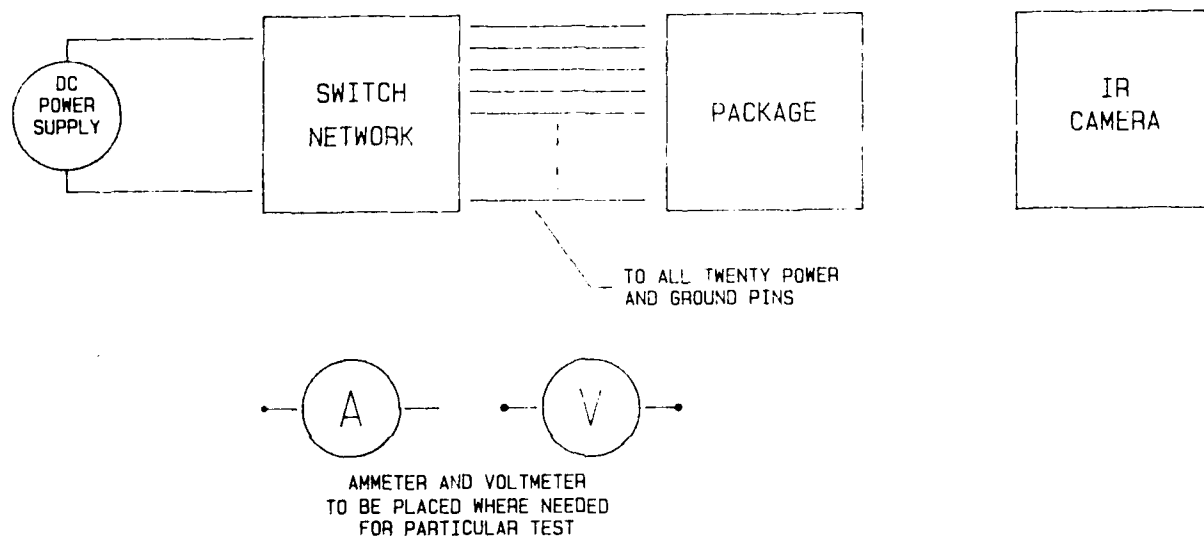 DC
POWER
SUPPLY
SWITCH
NETWORK
PACKAGE
IR
CAMERA
TO ALL TWENTY POWER
AND GROUND PINS
A
V
AMMETER AND VOLTMETER
TO BE PLACED WHERE NEEDED
FOR PARTICULAR TEST